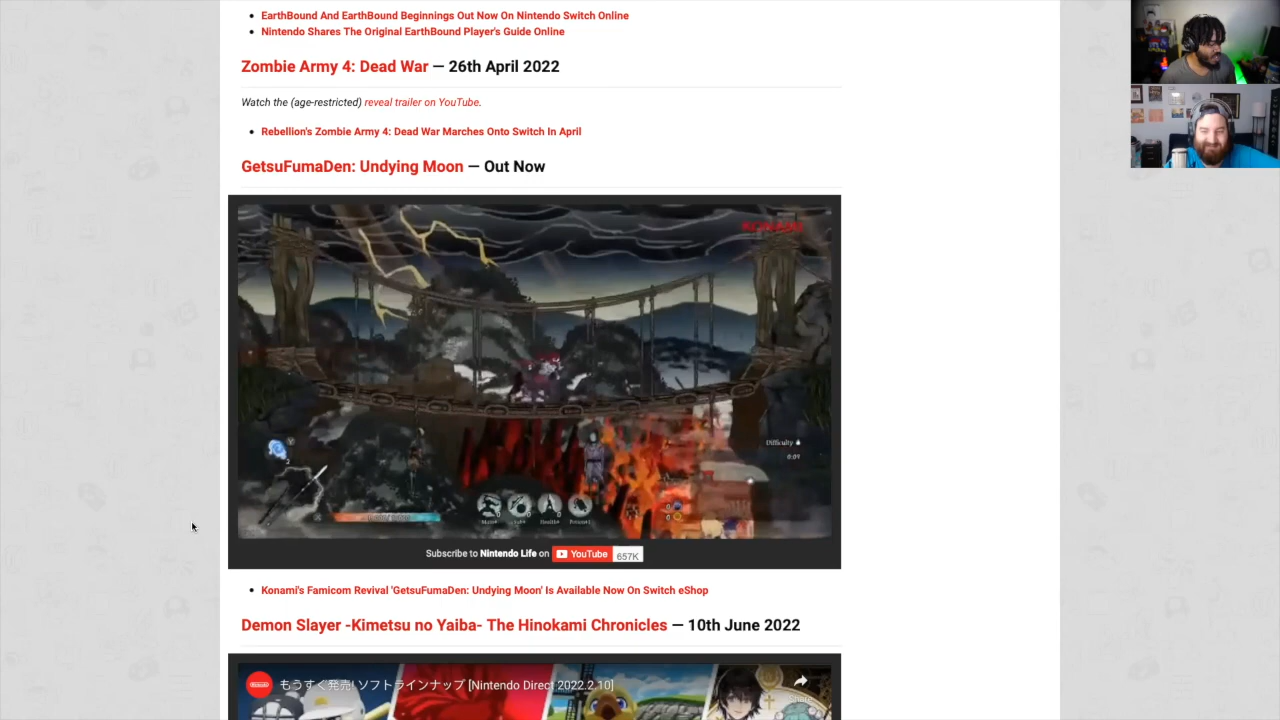 EarthBound And EarthBound Beginnings Out Now On Nintendo Switch Online
Nintendo Shares The Original EarthBound Player's Guide Online
Zombie Army 4: Dead War — 26th April 2022
Watch the (age-restricted) reveal trailer on YouTube.
Rebellion's Zombie Army 4: Dead War Marches Onto Switch In April
GetsuFumaDen: Undying Moon — Out Now
KONAMI
Difficulty
0:09
Subscribe to Nintendo Life on YouTube 657K
Konami's Famicom Revival 'GetsuFumaDen: Undying Moon' Is Available Now On Switch eShop
Demon Slayer -Kimetsu no Yaiba- The Hinokami Chronicles — 10th June 2022
もうすぐ発売! ソフトラインナップ [Nintendo Direct 2022.2.10]
Share